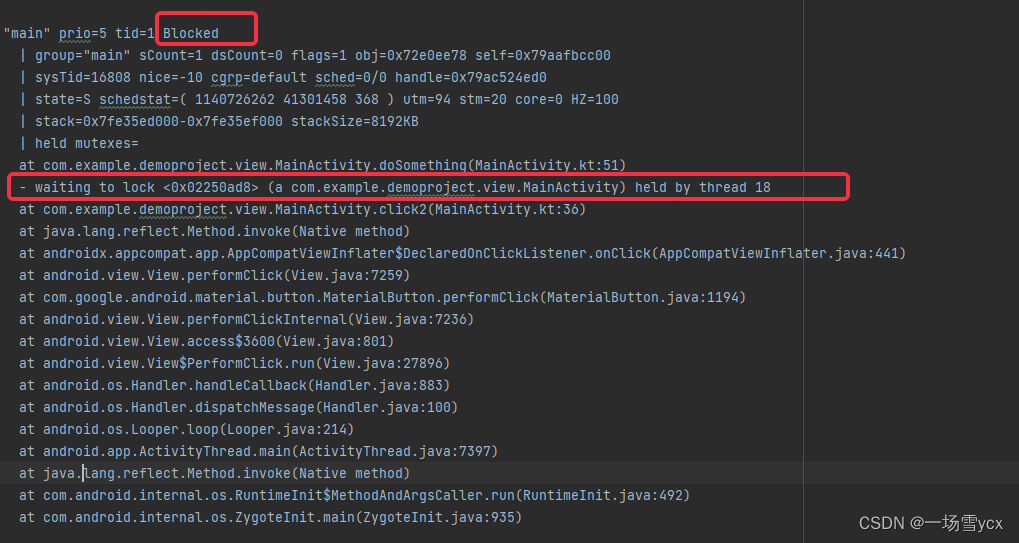 "main" prio=5 tid=1 Blocked
| group="main" sCount=1 dsCount=0 flags=1 obj=0x72e0ee78 self=0x79aafbcc00
| sysTid=16808 nice=-10 cgrp=default sched=0/0 handle=0x79ac524ed0
| state=S schedstat=( 1140726262 41301458 368 ) utm=94 stm=20 core=0 HZ=100
| stack=0x7fe35ed000-0x7fe35ef000 stackSize=8192KB
| held mutexes=
at com.example.demoproject.view.MainActivity.doSomething(MainActivity.kt:51)
- waiting to lock <0x02250ad8> (a com.example.demoproject.view.MainActivity) held by thread 18
at com.example.demoproject.view.MainActivity.click2(MainActivity.kt:36)
at java.lang.reflect.Method.invoke(Native method)
at androidx.appcompat.app.AppCompatViewInflater$DeclaredOnClickListener.onClick(AppCompatViewInflater.java:441)
at android.view.View.performClick(View.java:7259)
at com.google.android.material.button.MaterialButton.performClick(MaterialButton.java:1194)
at android.view.View.performClickInternal(View.java:7236)
at android.view.View.access$3600(View.java:801)
at android.view.View$PerformClick.run(View.java:27896)
at android.os.Handler.handleCallback(Handler.java:883)
at android.os.Handler.dispatchMessage(Handler.java:100)
at android.os.Looper.loop(Looper.java:214)
at android.app.ActivityThread.main(ActivityThread.java:7397)
at java.lang.reflect.Method.invoke(Native method)
at com.android.internal.os.RuntimeInit$MethodAndArgsCaller.run(RuntimeInit.java:492)
at com.android.internal.os.ZygoteInit.main(ZygoteInit.java:935)
CSDN @一场雪ycx